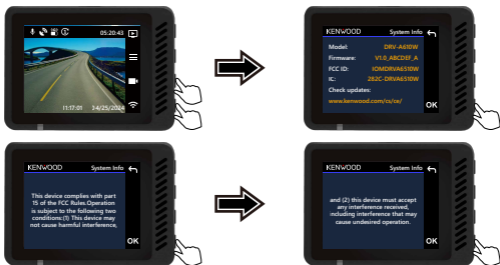 05:20:43
11:17:01 34/25/2024
KENWOOD System Info
Model: DRV-A610W
Firmware: V1.0_ABCDEF_A
FCC ID: IOMDRVA6510W
IC: 282C-DRVA6510W
Check updates:
www.kenwood.com/cs/ce/
OK
KENWOOD System Info
This device complies with part
15 of the FCC Rules.Operation
is subject to the following two
conditions:(1) This device may
not cause harmful interference,
OK
KENWOOD System Info
and (2) this device must accept
any interference received,
including interference that may
cause undesired operation.
OK